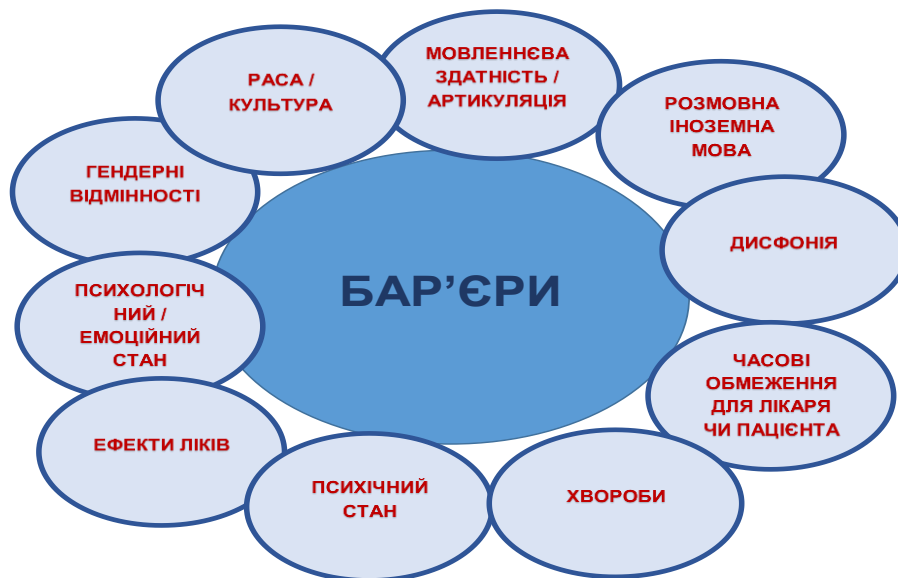 МОВЛЕННЄВА
ЗДАТНІСТЬ /
АРТИКУЛЯЦІЯ
РОЗМОВНА
ІНОЗЕМНА
МОВА
ДИСФОНІЯ
ЧАСОВІ
ОБМЕЖЕННЯ
ДЛЯ ЛІКАРЯ
ЧИ ПАЦІЄНТА
ХВОРОБИ
ПСИХІЧНИЙ
СТАН
ЕФЕКТИ ЛІКІВ
ПСИХОЛОГІЧ
НИЙ /
ЕМОЦІЙНИЙ
СТАН
ГЕНДЕРНІ
ВІДМІННОСТІ
РАСА /
КУЛЬТУРА
БАР’ЄРИ